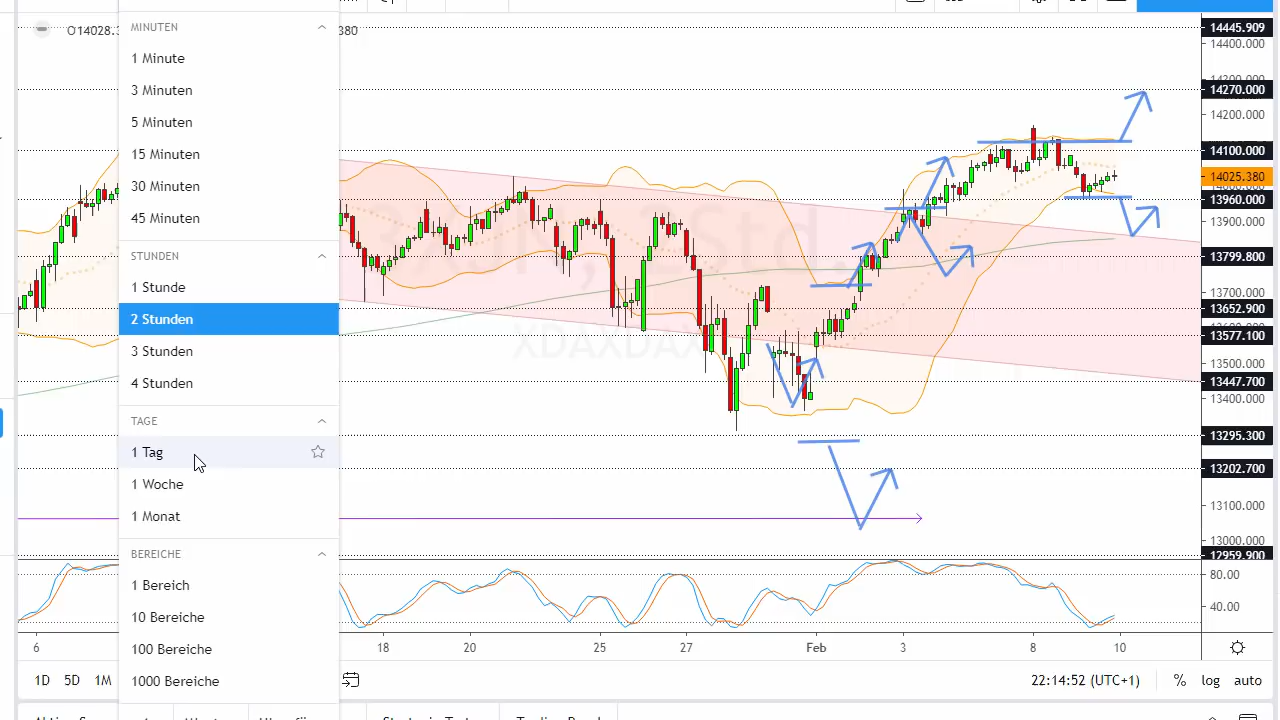 O14028.3
380
MINUTEN
1 Minute
3 Minuten
5 Minuten
15 Minuten
30 Minuten
45 Minuten
STUNDEN
1 Stunde
2 Stunden
3 Stunden
4 Stunden
TAGE
1 Tag
1 Woche
1 Monat
BEREICHE
1 Bereich
10 Bereiche
100 Bereiche
1000 Bereiche
14445.909
14400.000
14270.000
14200.000
14100.000
14025.380
13960.000
13900.000
13799.800
13700.000
13652.900
13577.100
13500.000
13447.700
13400.000
13295.300
13202.700
13100.000
13000.000
12959.900
80.00
40.00
6 18 20 25 27 Feb 3 8 10
1D 5D 1M
22:14:52 (UTC+1) % log auto